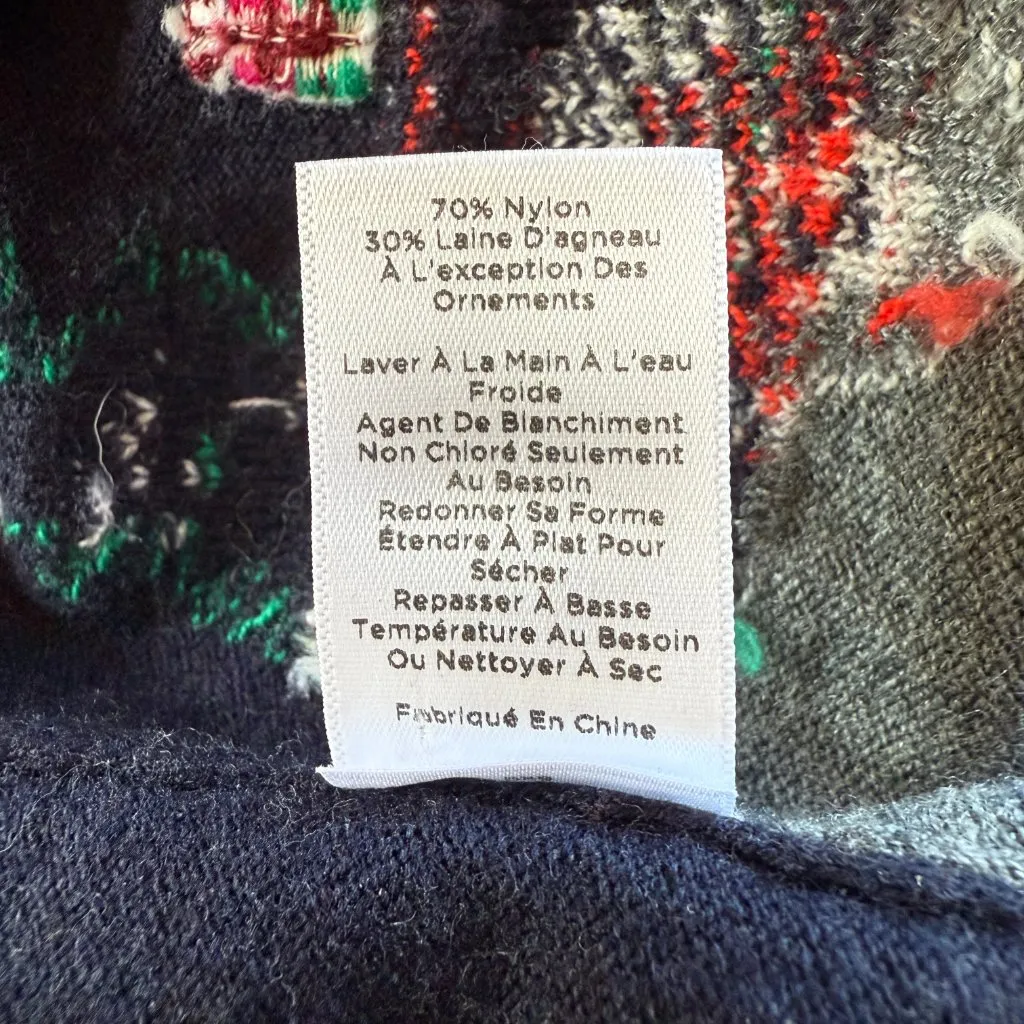 70% Nylon
30% Laine D'agneau
À L'exception Des
Ornements
Laver À La Main À L'eau
Froide
Agent De Blanchiment
Non Chloré Seulement
Au Besoin
Redonner Sa Forme
Étendre À Plat Pour
Sécher
Repasser À Basse
Température Au Besoin
Ou Nettoyer À Sec
Fabriqué En Chine